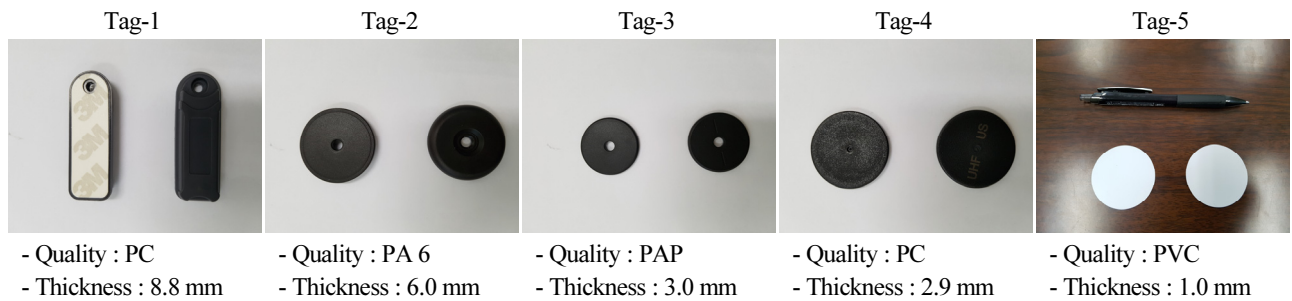 Tag-1
Tag-2
Tag-3
Tag-4
Tag-5
3M
3M
3M
UHF
US
- Quality : PC
- Thickness : 8.8 mm
- Quality : PA 6
- Thickness : 6.0 mm
- Quality : PAP
- Thickness : 3.0 mm
- Quality : PC
- Thickness : 2.9 mm
- Quality : PVC
- Thickness : 1.0 mm